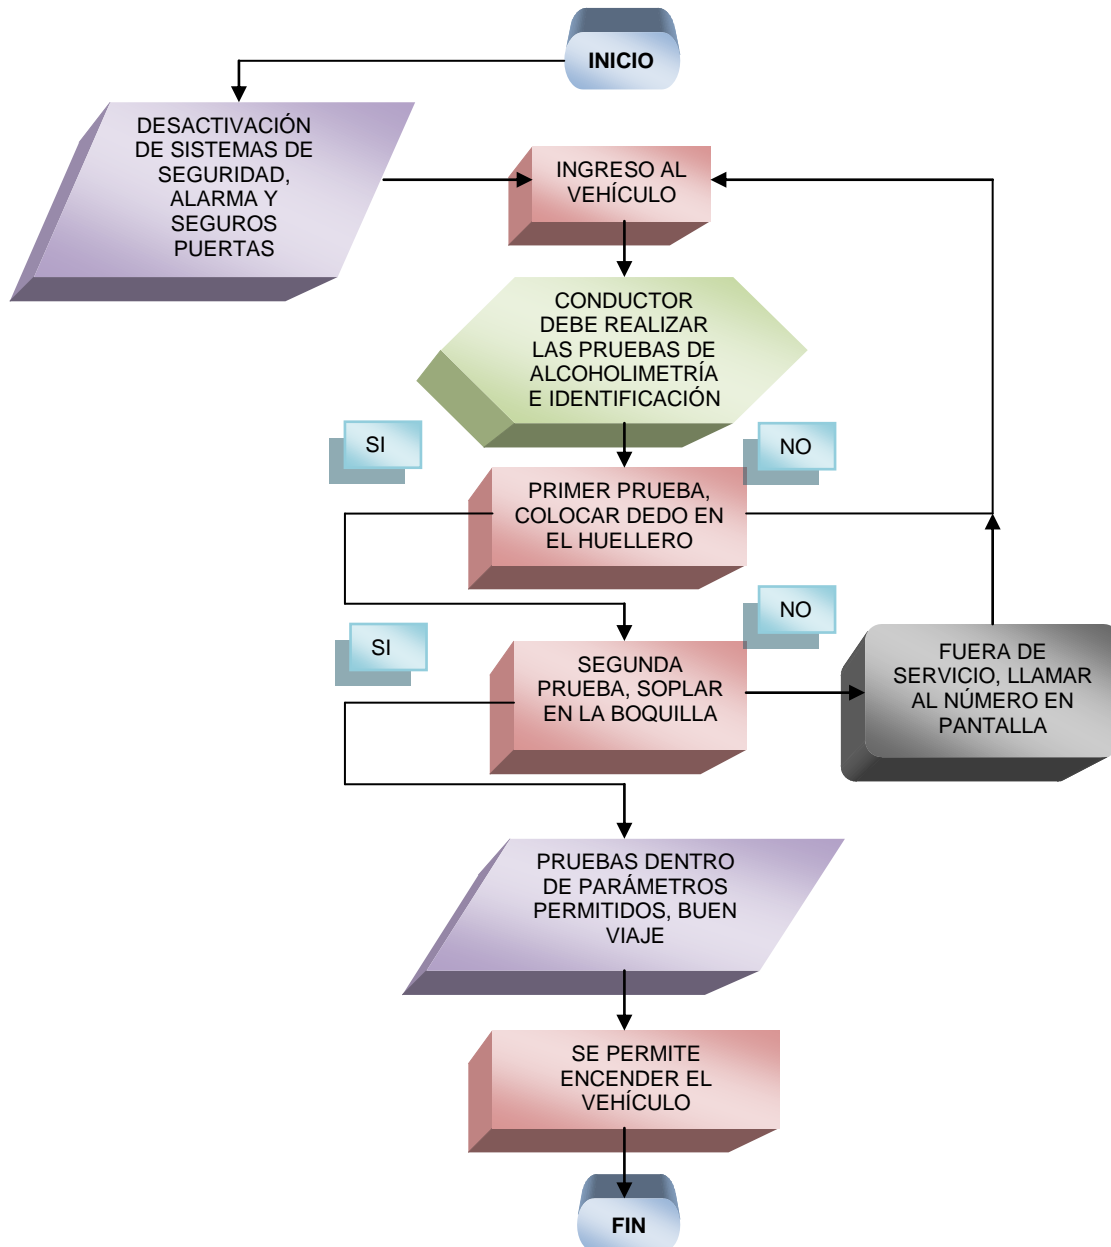 INICIO
DESACTIVACIÓN
DE SISTEMAS DE
SEGURIDAD,
ALARMA Y
SEGUROS
PUERTAS
INGRESO AL
VEHÍCULO
CONDUCTOR
DEBE REALIZAR
LAS PRUEBAS DE
ALCOHOLIMETRÍA
E IDENTIFICACIÓN
SI
NO
PRIMER PRUEBA,
COLOCAR DEDO EN
EL HUELLERO
SI
NO
SEGUNDA
PRUEBA, SOPLAR
EN LA BOQUILLA
FUERA DE
SERVICIO, LLAMAR
AL NÚMERO EN
PANTALLA
PRUEBAS DENTRO
DE PARÁMETROS
PERMITIDOS, BUEN
VIAJE
SE PERMITE
ENCENDER EL
VEHÍCULO
FIN